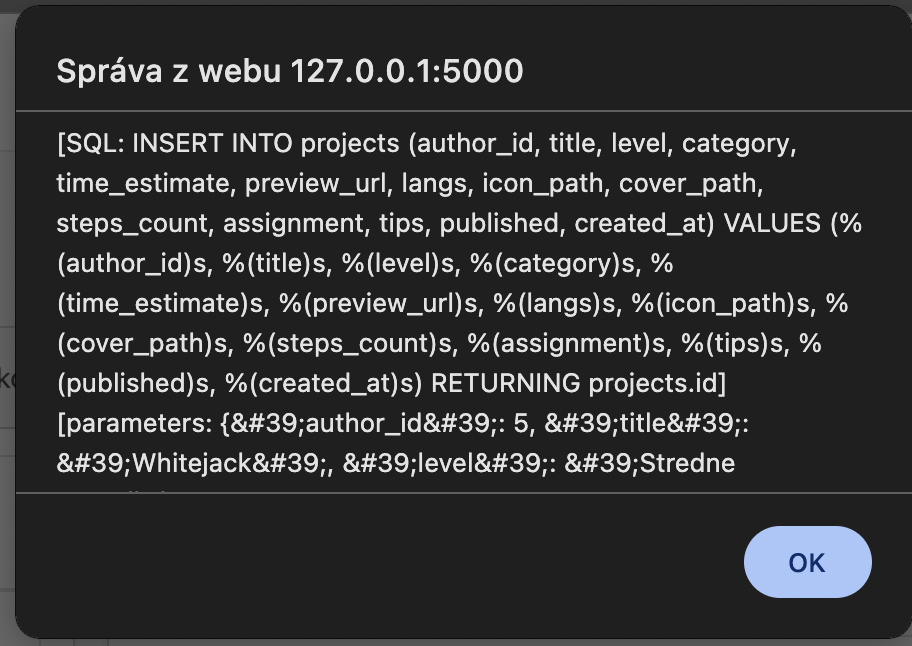 Správa z webu 127.0.0.1:5000
[SQL: INSERT INTO projects (author_id, title, level, category,
time_estimate, preview_url, langs, icon_path, cover_path,
steps_count, assignment, tips, published, created_at) VALUES (%
(author_id)s, %(title)s, %(level)s, %(category)s, %
(time_estimate)s, %(preview_url)s, %(langs)s, %(icon_path)s, %
(cover_path)s, %(steps_count)s, %(assignment)s, %(tips)s, %
(published)s, %(created_at)s) RETURNING projects.id]
[parameters: {&#39;author_id&#39;: 5, &#39;title&#39;:
&#39;Whitejack&#39;, &#39;level&#39;: &#39;Stredne
OK